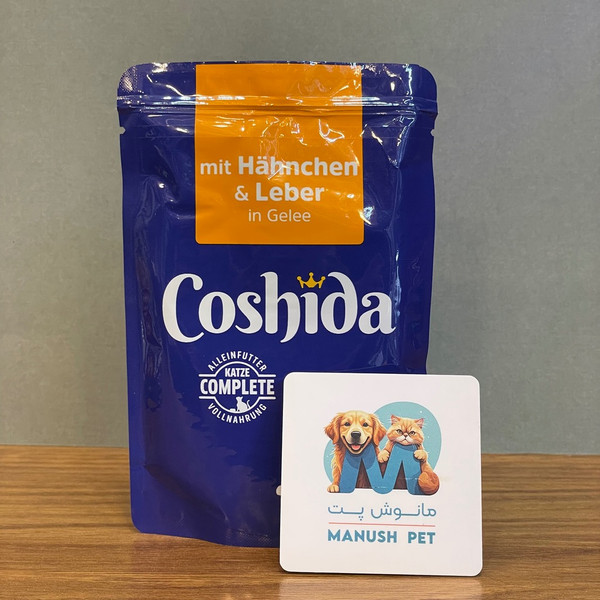 mit Hähnchen
& Leber
in Gelee
Coshida
ALLEINFUTTER
KATZE
COMPLETE
VOLLNAHRUNG
M
مانوش پت
MANUSH PET